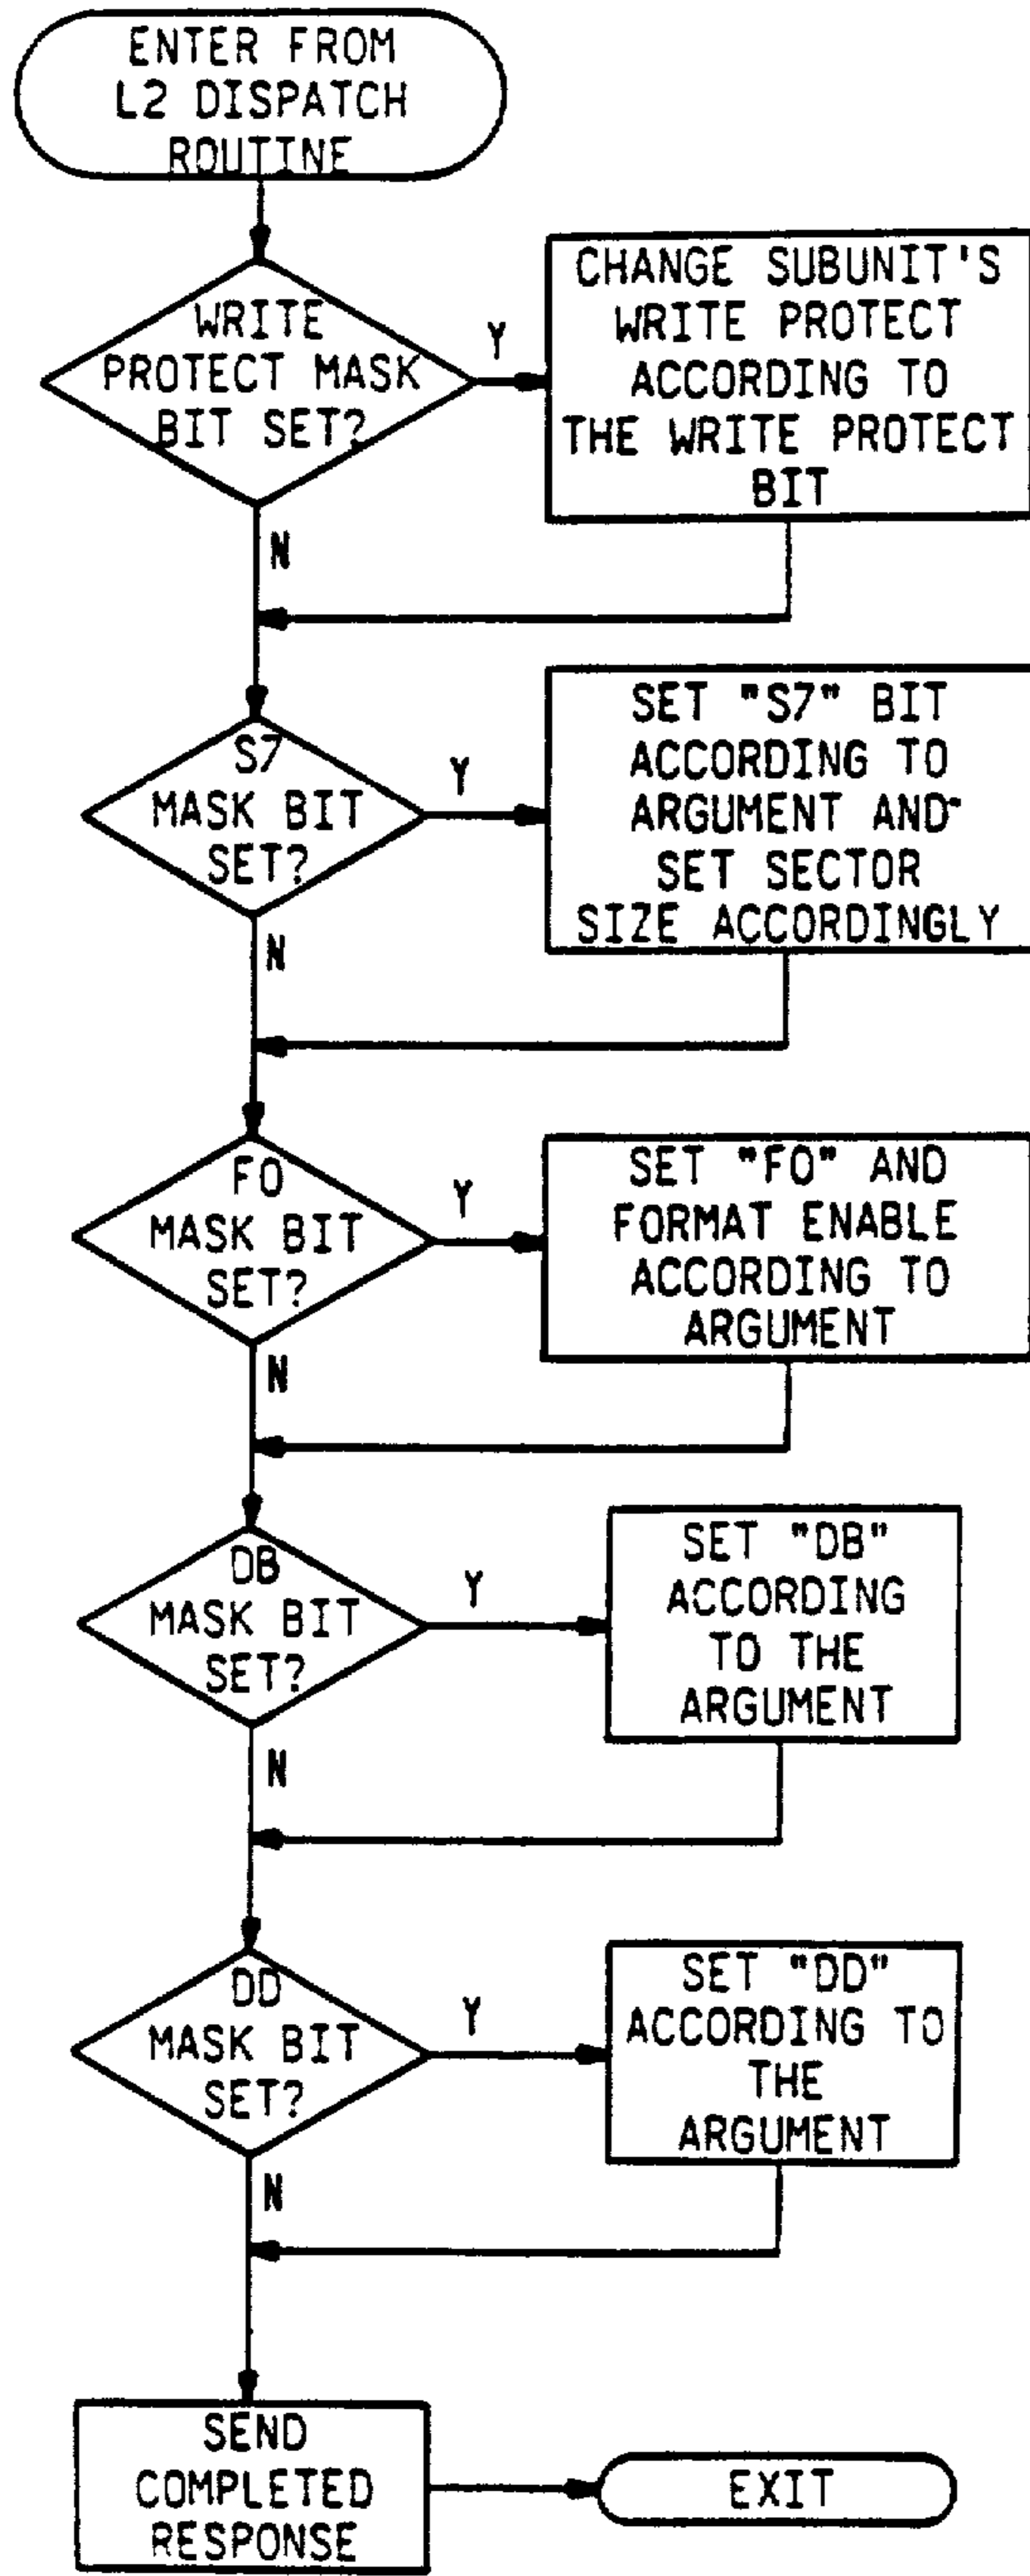 ENTER FROM
L2 DISPATCH
ROUTINE
WRITE
PROTECT MASK
BIT SET?
Y
CHANGE SUBUNIT'S
WRITE PROTECT
ACCORDING TO
THE WRITE PROTECT
BIT
N
S7
MASK BIT
SET?
Y
SET "S7" BIT
ACCORDING TO
ARGUMENT AND
SET SECTOR
SIZE ACCORDINGLY
N
FO
MASK BIT
SET?
Y
SET "FO" AND
FORMAT ENABLE
ACCORDING TO
ARGUMENT
N
DB
MASK BIT
SET?
Y
SET "DB"
ACCORDING
TO THE
ARGUMENT
N
DD
MASK BIT
SET?
Y
SET "DD"
ACCORDING TO
THE
ARGUMENT
N
SEND
COMPLETED
RESPONSE
EXIT